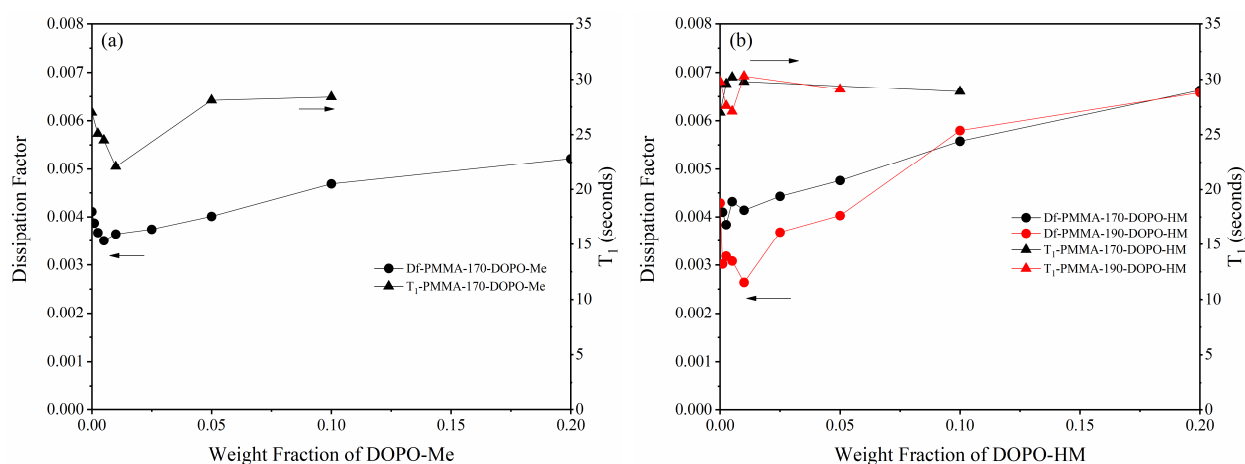 (a)
0.008
0.007
0.006
0.005
0.004
0.003
0.002
0.001
0.000
Dissipation Factor
35
30
25
20
15
10
5
0
T1 (seconds)
Df-PMMA-170-DOPO-Me
T1-PMMA-170-DOPO-Me
0.00 0.05 0.10 0.15 0.20
Weight Fraction of DOPO-Me
(b)
0.008
0.007
0.006
0.005
0.004
0.003
0.002
0.001
0.000
Dissipation Factor
35
30
25
20
15
10
5
0
T1 (seconds)
Df-PMMA-170-DOPO-HM
Df-PMMA-190-DOPO-HM
T1-PMMA-170-DOPO-HM
T1-PMMA-190-DOPO-HM
0.00 0.05 0.10 0.15 0.20
Weight Fraction of DOPO-HM